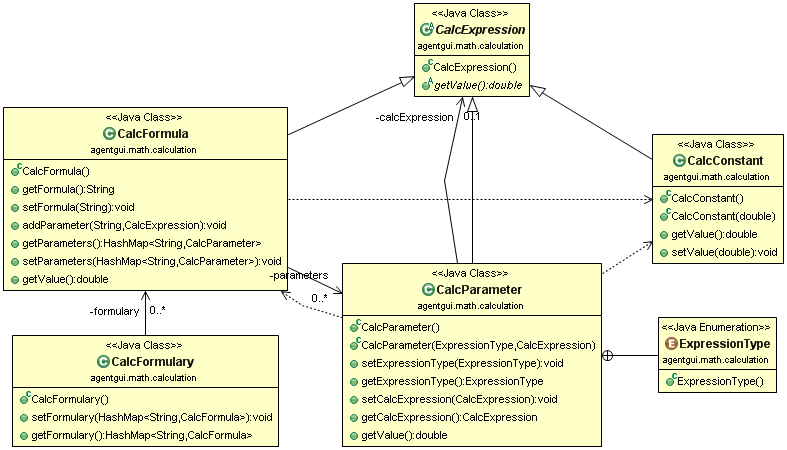 <<Java Class>>
CalcExpression
agentgui.math.calculation
CalcExpression()
getValue():double
-calcExpression
0..1
<<Java Class>>
CalcFormula
agentgui.math.calculation
CalcFormula()
getFormula():String
setFormula(String):void
addParameter(String,CalcExpression):void
getParameters():HashMap<String,CalcParameter>
setParameters(HashMap<String,CalcParameter>):void
getValue():double
<<Java Class>>
CalcConstant
agentgui.math.calculation
CalcConstant()
CalcConstant(double)
getValue():double
setValue(double):void
-parameters
0..*
-formulary
0..*
<<Java Class>>
CalcParameter
agentgui.math.calculation
CalcParameter()
CalcParameter(ExpressionType,CalcExpression)
setExpressionType(ExpressionType):void
getExpressionType():ExpressionType
setCalcExpression(CalcExpression):void
getCalcExpression():CalcExpression
getValue():double
<<Java Enumeration>>
ExpressionType
agentgui.math.calculation
ExpressionType()
<<Java Class>>
CalcFormulary
agentgui.math.calculation
CalcFormulary()
setFormulary(HashMap<String,CalcFormula>):void
getFormulary():HashMap<String,CalcFormula>